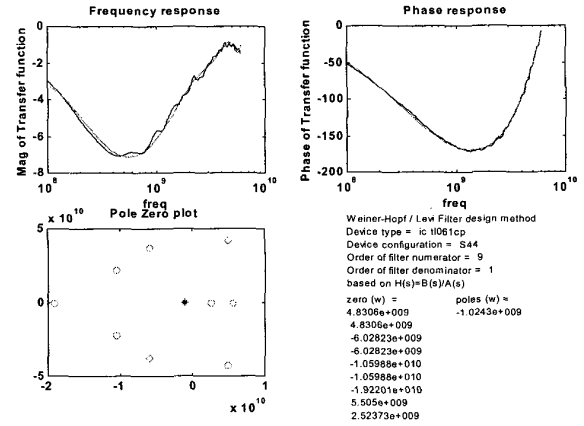 Frequency response
Mag of Transfer function
0
-2
-4
-6
-8
10^8
10^9
10^10
freq
Phase response
Phase of Transfer function
0
-50
-100
-150
-200
10^8
10^9
10^10
freq
Pole Zero plot
x 10^10
5
0
-5
-2
-1
0
1
x 10^10
Weiner-Hopf / Levi Filter design method
Device type = ic tl061cp
Device configuration = S44
Order of filter numerator = 9
Order of filter denominator = 1
based on H(s)=B(s)/A(s)
zero (w) = poles (w) =
4.8306e+009 -1.0243e+009
4.8306e+009
-6.02823e+009
-6.02823e+009
-1.05988e+010
-1.05988e+010
-1.92201e+010
5.505e+009
2.52373e+009